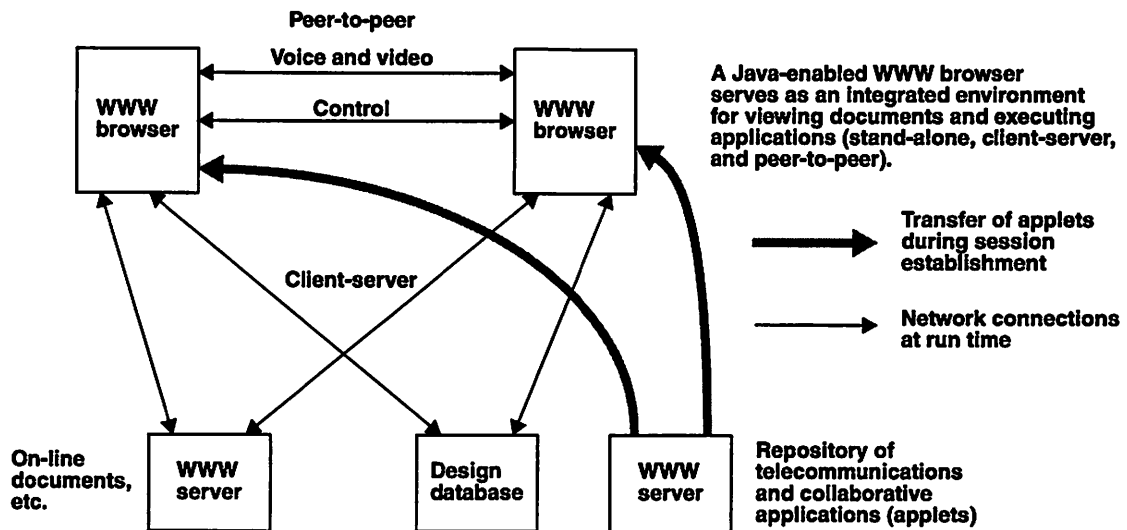 Peer-to-peer
Voice and video
Control
WWW
browser
WWW
browser
A Java-enabled WWW browser
serves as an integrated environment
for viewing documents and executing
applications (stand-alone, client-server,
and peer-to-peer).
Transfer of applets
during session
establishment
Client-server
Network connections
at run time
On-line
documents,
etc.
WWW
server
Design
database
WWW
server
Repository of
telecommunications
and collaborative
applications (applets)